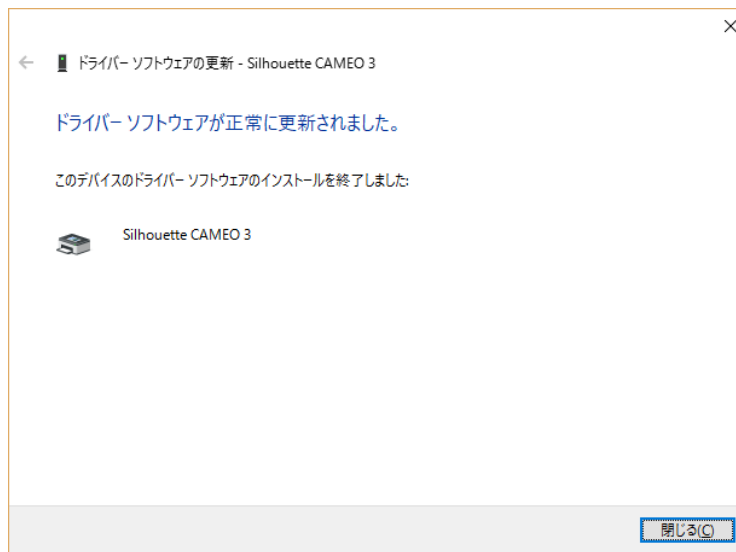 ドライバー ソフトウェアの更新 - Silhouette CAMEO 3
ドライバー ソフトウェアが正常に更新されました。
このデバイスのドライバー ソフトウェアのインストールを終了しました:
Silhouette CAMEO 3
閉じる(C)